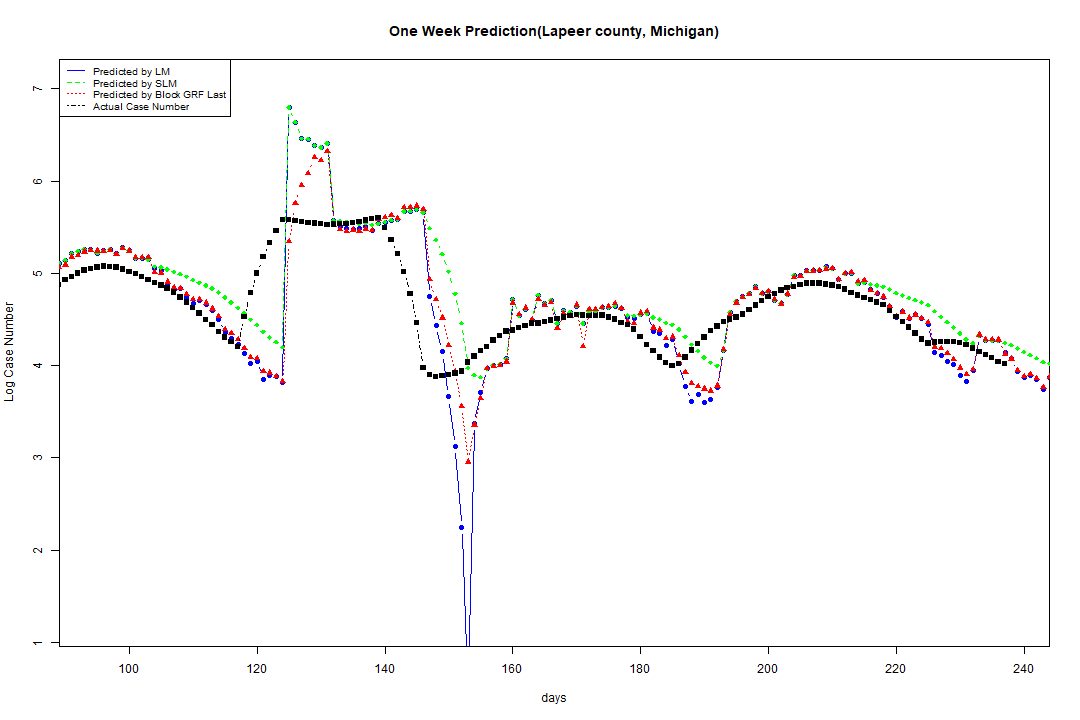 One Week Prediction(Lapeer county, Michigan)
Predicted by LM
Predicted by SLM
Predicted by Block GRF Last
Actual Case Number
Log Case Number
7
6
5
4
3
2
1
100 120 140 160 180 200 220 240
days